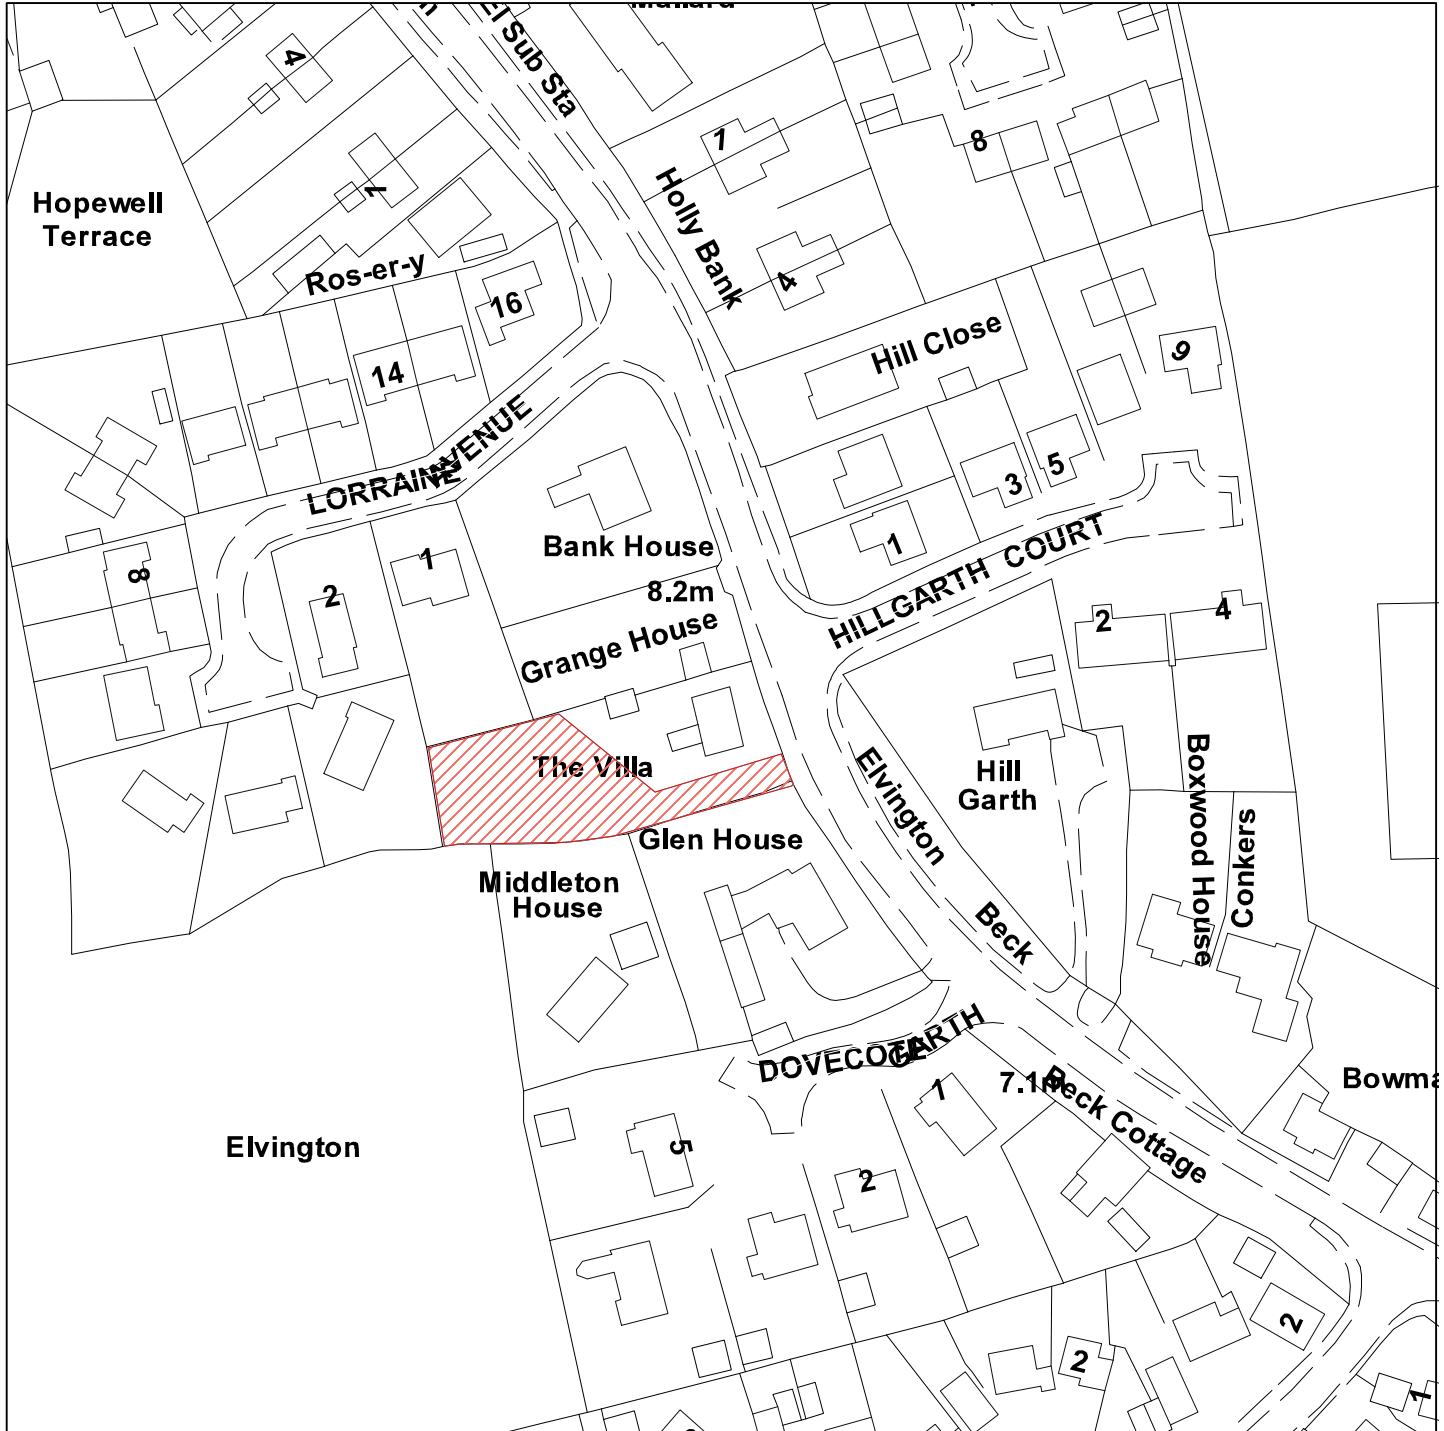 El Sub Sta
4
1
8
Hopewell
Terrace
1
Holly Bank
Ros-er-y
4
16
Hill Close
9
14
LORRAINE AVENUE
3
5
1
Bank House
HILLGARTH COURT
8
1
2
8.2m
Grange House
2
4
The Villa
Elvington
Beck
Hill
Garth
Boxwood House
Conkers
Glen House
Middleton
House
DOVECOTE GARTH
1
7.1m
Beck Cottage
Elvington
5
2
2
2
1